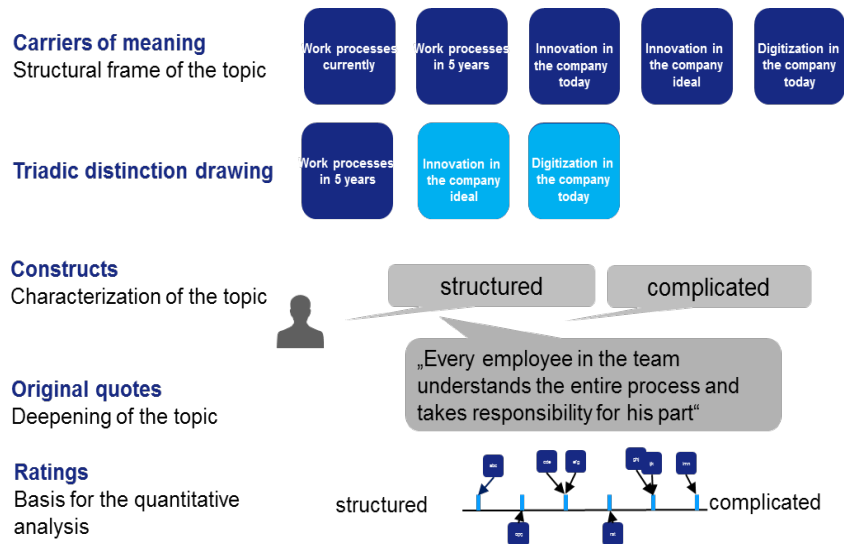 Carriers of meaning
Structural frame of the topic
Work processes
currently
Work processes
in 5 years
Innovation in
the company
today
Innovation in
the company
ideal
Digitization in
the company
today
Triadic distinction drawing
Work processes
in 5 years
Innovation in
the company
ideal
Digitization in
the company
today
Constructs
Characterization of the topic
structured
complicated
„Every employee in the team
understands the entire process and
takes responsibility for his part“
Original quotes
Deepening of the topic
Ratings
Basis for the quantitative
analysis
structured
abc
complicated